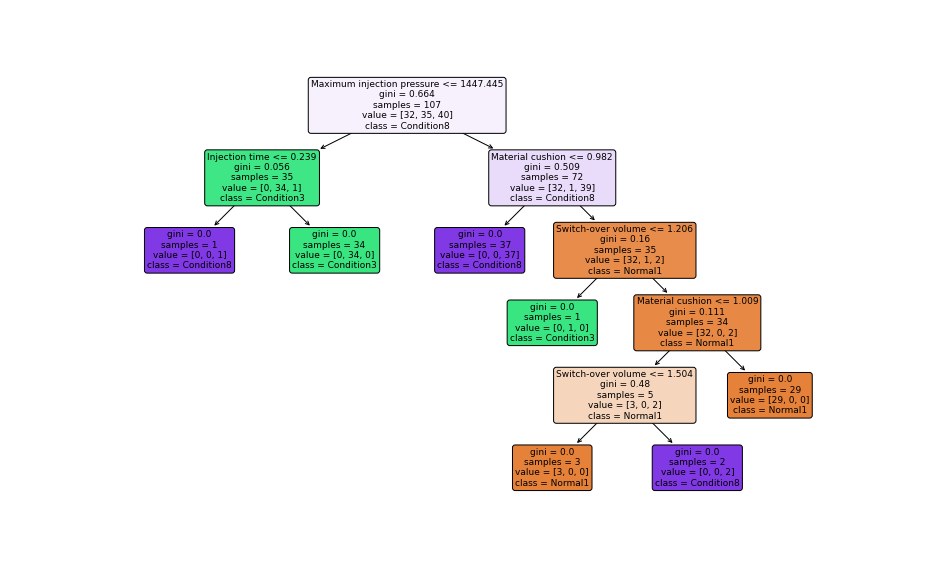 Maximum injection pressure <= 1447.445
gini = 0.664
samples = 107
value = [32, 35, 40]
class = Condition8
Injection time <= 0.239
gini = 0.056
samples = 35
value = [0, 34, 1]
class = Condition3
Material cushion <= 0.982
gini = 0.509
samples = 72
value = [32, 1, 39]
class = Condition8
gini = 0.0
samples = 1
value = [0, 0, 1]
class = Condition8
gini = 0.0
samples = 34
value = [0, 34, 0]
class = Condition3
gini = 0.0
samples = 37
value = [0, 0, 37]
class = Condition8
Switch-over volume <= 1.206
gini = 0.16
samples = 35
value = [32, 1, 2]
class = Normal1
gini = 0.0
samples = 1
value = [0, 1, 0]
class = Condition3
Material cushion <= 1.009
gini = 0.111
samples = 34
value = [32, 0, 2]
class = Normal1
Switch-over volume <= 1.504
gini = 0.48
samples = 5
value = [3, 0, 2]
class = Normal1
gini = 0.0
samples = 29
value = [29, 0, 0]
class = Normal1
gini = 0.0
samples = 3
value = [3, 0, 0]
class = Normal1
gini = 0.0
samples = 2
value = [0, 0, 2]
class = Condition8